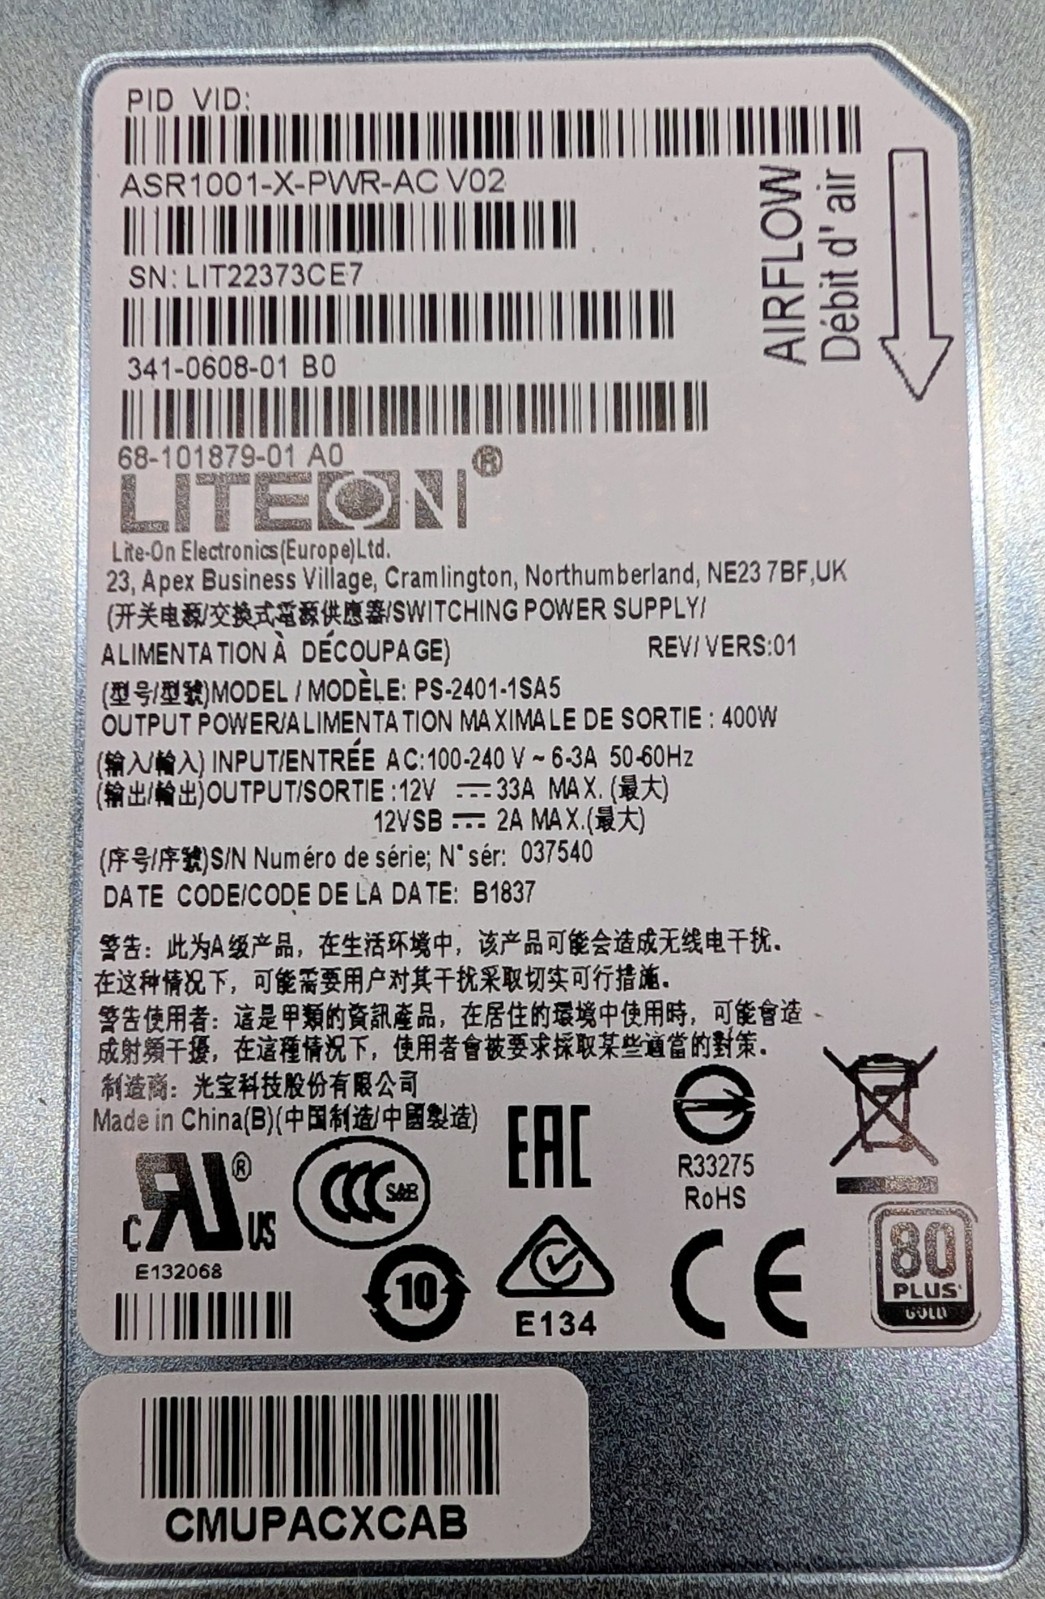 PID VID:
ASR1001-X-PWR-AC V02
SN: LIT22373CE7
341-0608-01 B0
68-101879-01 A0
AIRFLOW
Débit d' air
LITEON®
Lite-On Electronics(Europe)Ltd.
23, Apex Business Village, Cramlington, Northumberland, NE23 7BF,UK
(开关电源/交換式電源供應器/SWITCHING POWER SUPPLY/
ALIMENTATION À DÉCOUPAGE) REV/ VERS:01
(型号/型號)MODEL / MODÈLE: PS-2401-1SA5
OUTPUT POWER/ALIMENTATION MAXIMALE DE SORTIE : 400W
(输入/輸入) INPUT/ENTRÉE AC:100-240 V ~ 6-3A 50-60Hz
(输出/輸出)OUTPUT/SORTIE :12V ⎓ 33A MAX. (最大)
12VSB ⎓ 2A MAX.(最大)
(序号/序號)S/N Numéro de série; N° sér: 037540
DATE CODE/CODE DE LA DATE: B1837
警告：此为A级产品，在生活环境中，该产品可能会造成无线电干扰。
在这种情况下，可能需要用户对其干扰采取切实可行措施。
警告使用者：這是甲類的資訊產品，在居住的環境中使用時，可能會造
成射頻干擾，在這種情況下，使用者會被要求採取某些適當的對策。
制造商：光宝科技股份有限公司
Made in China(B)(中国制造/中國製造)
c RU ® US
E132068
CCC S&E
10
EAC
E134
R33275
RoHS
CE
80
PLUS
GOLD
CMUPACXCAB